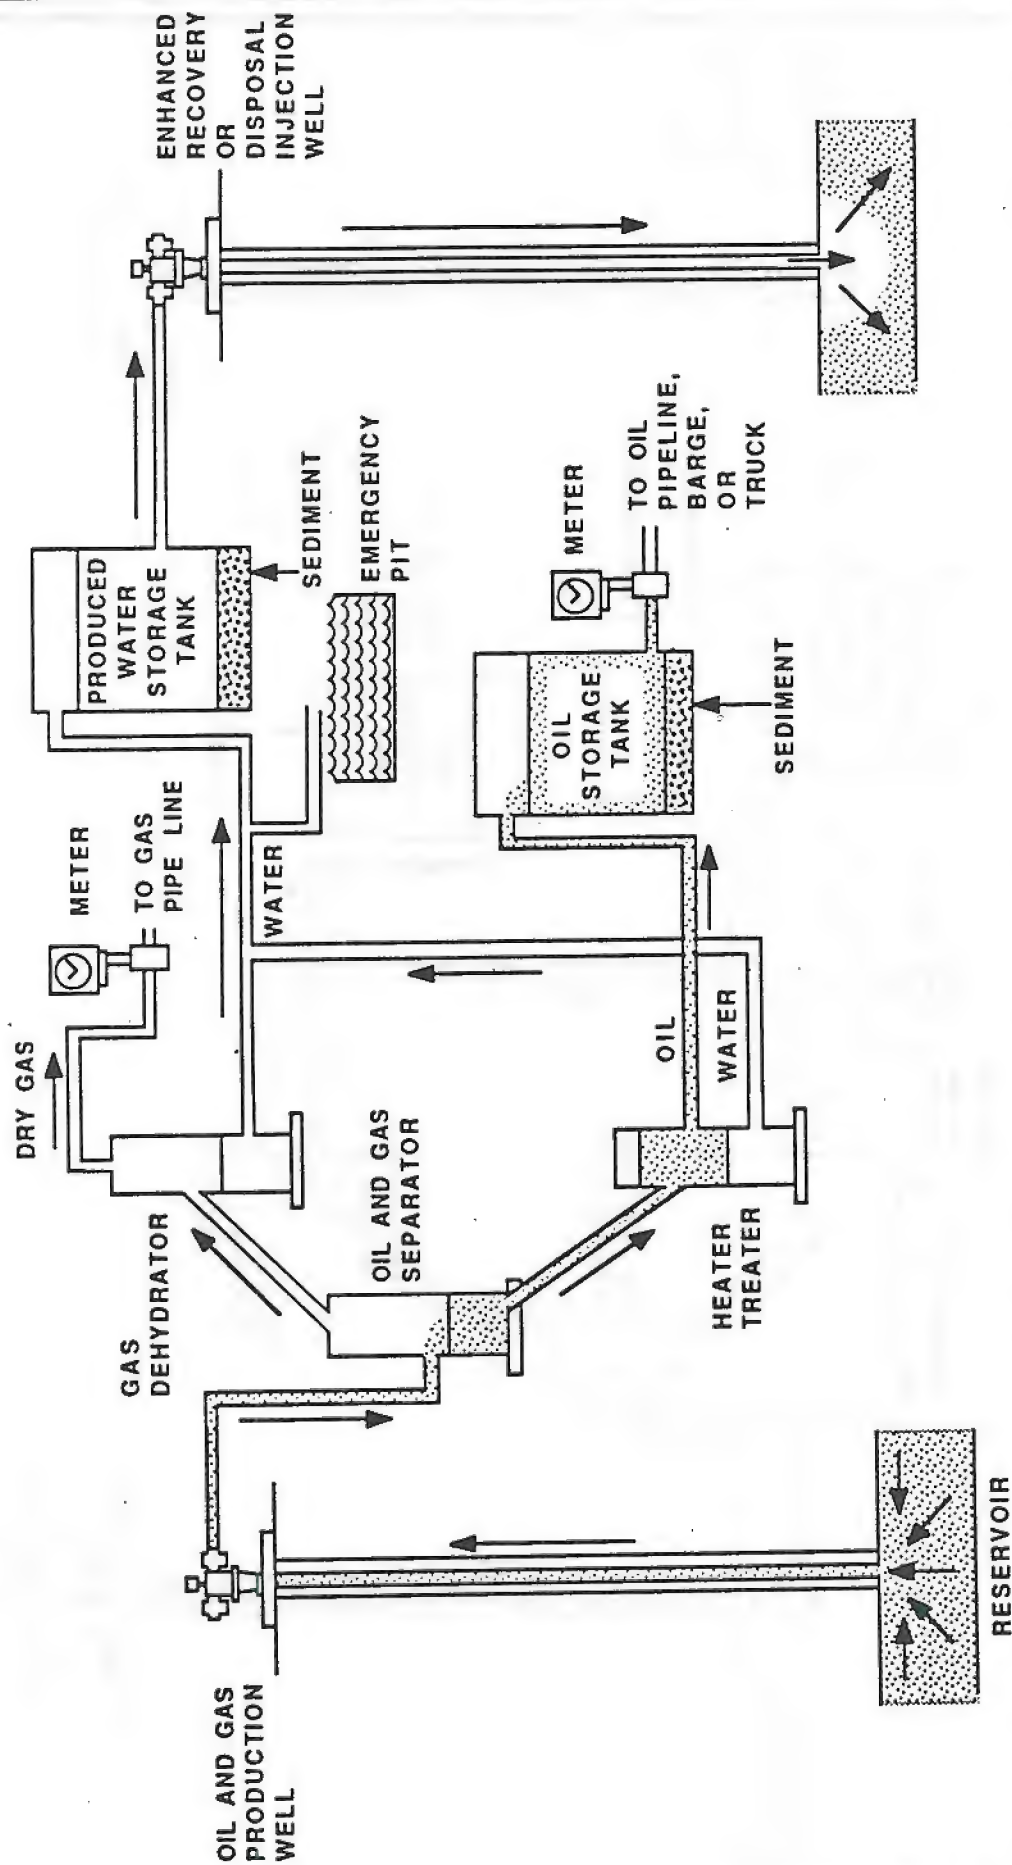 OIL AND GAS
PRODUCTION
WELL
RESERVOIR
GAS
DEHYDRATOR
OIL AND GAS
SEPARATOR
HEATER
TREATER
DRY GAS
METER
TO GAS
PIPE LINE
WATER
OIL
WATER
PRODUCED
WATER
STORAGE
TANK
SEDIMENT
EMERGENCY
PIT
OIL
STORAGE
TANK
SEDIMENT
METER
TO OIL
PIPELINE,
BARGE,
OR
TRUCK
ENHANCED
RECOVERY
OR
DISPOSAL
INJECTION
WELL